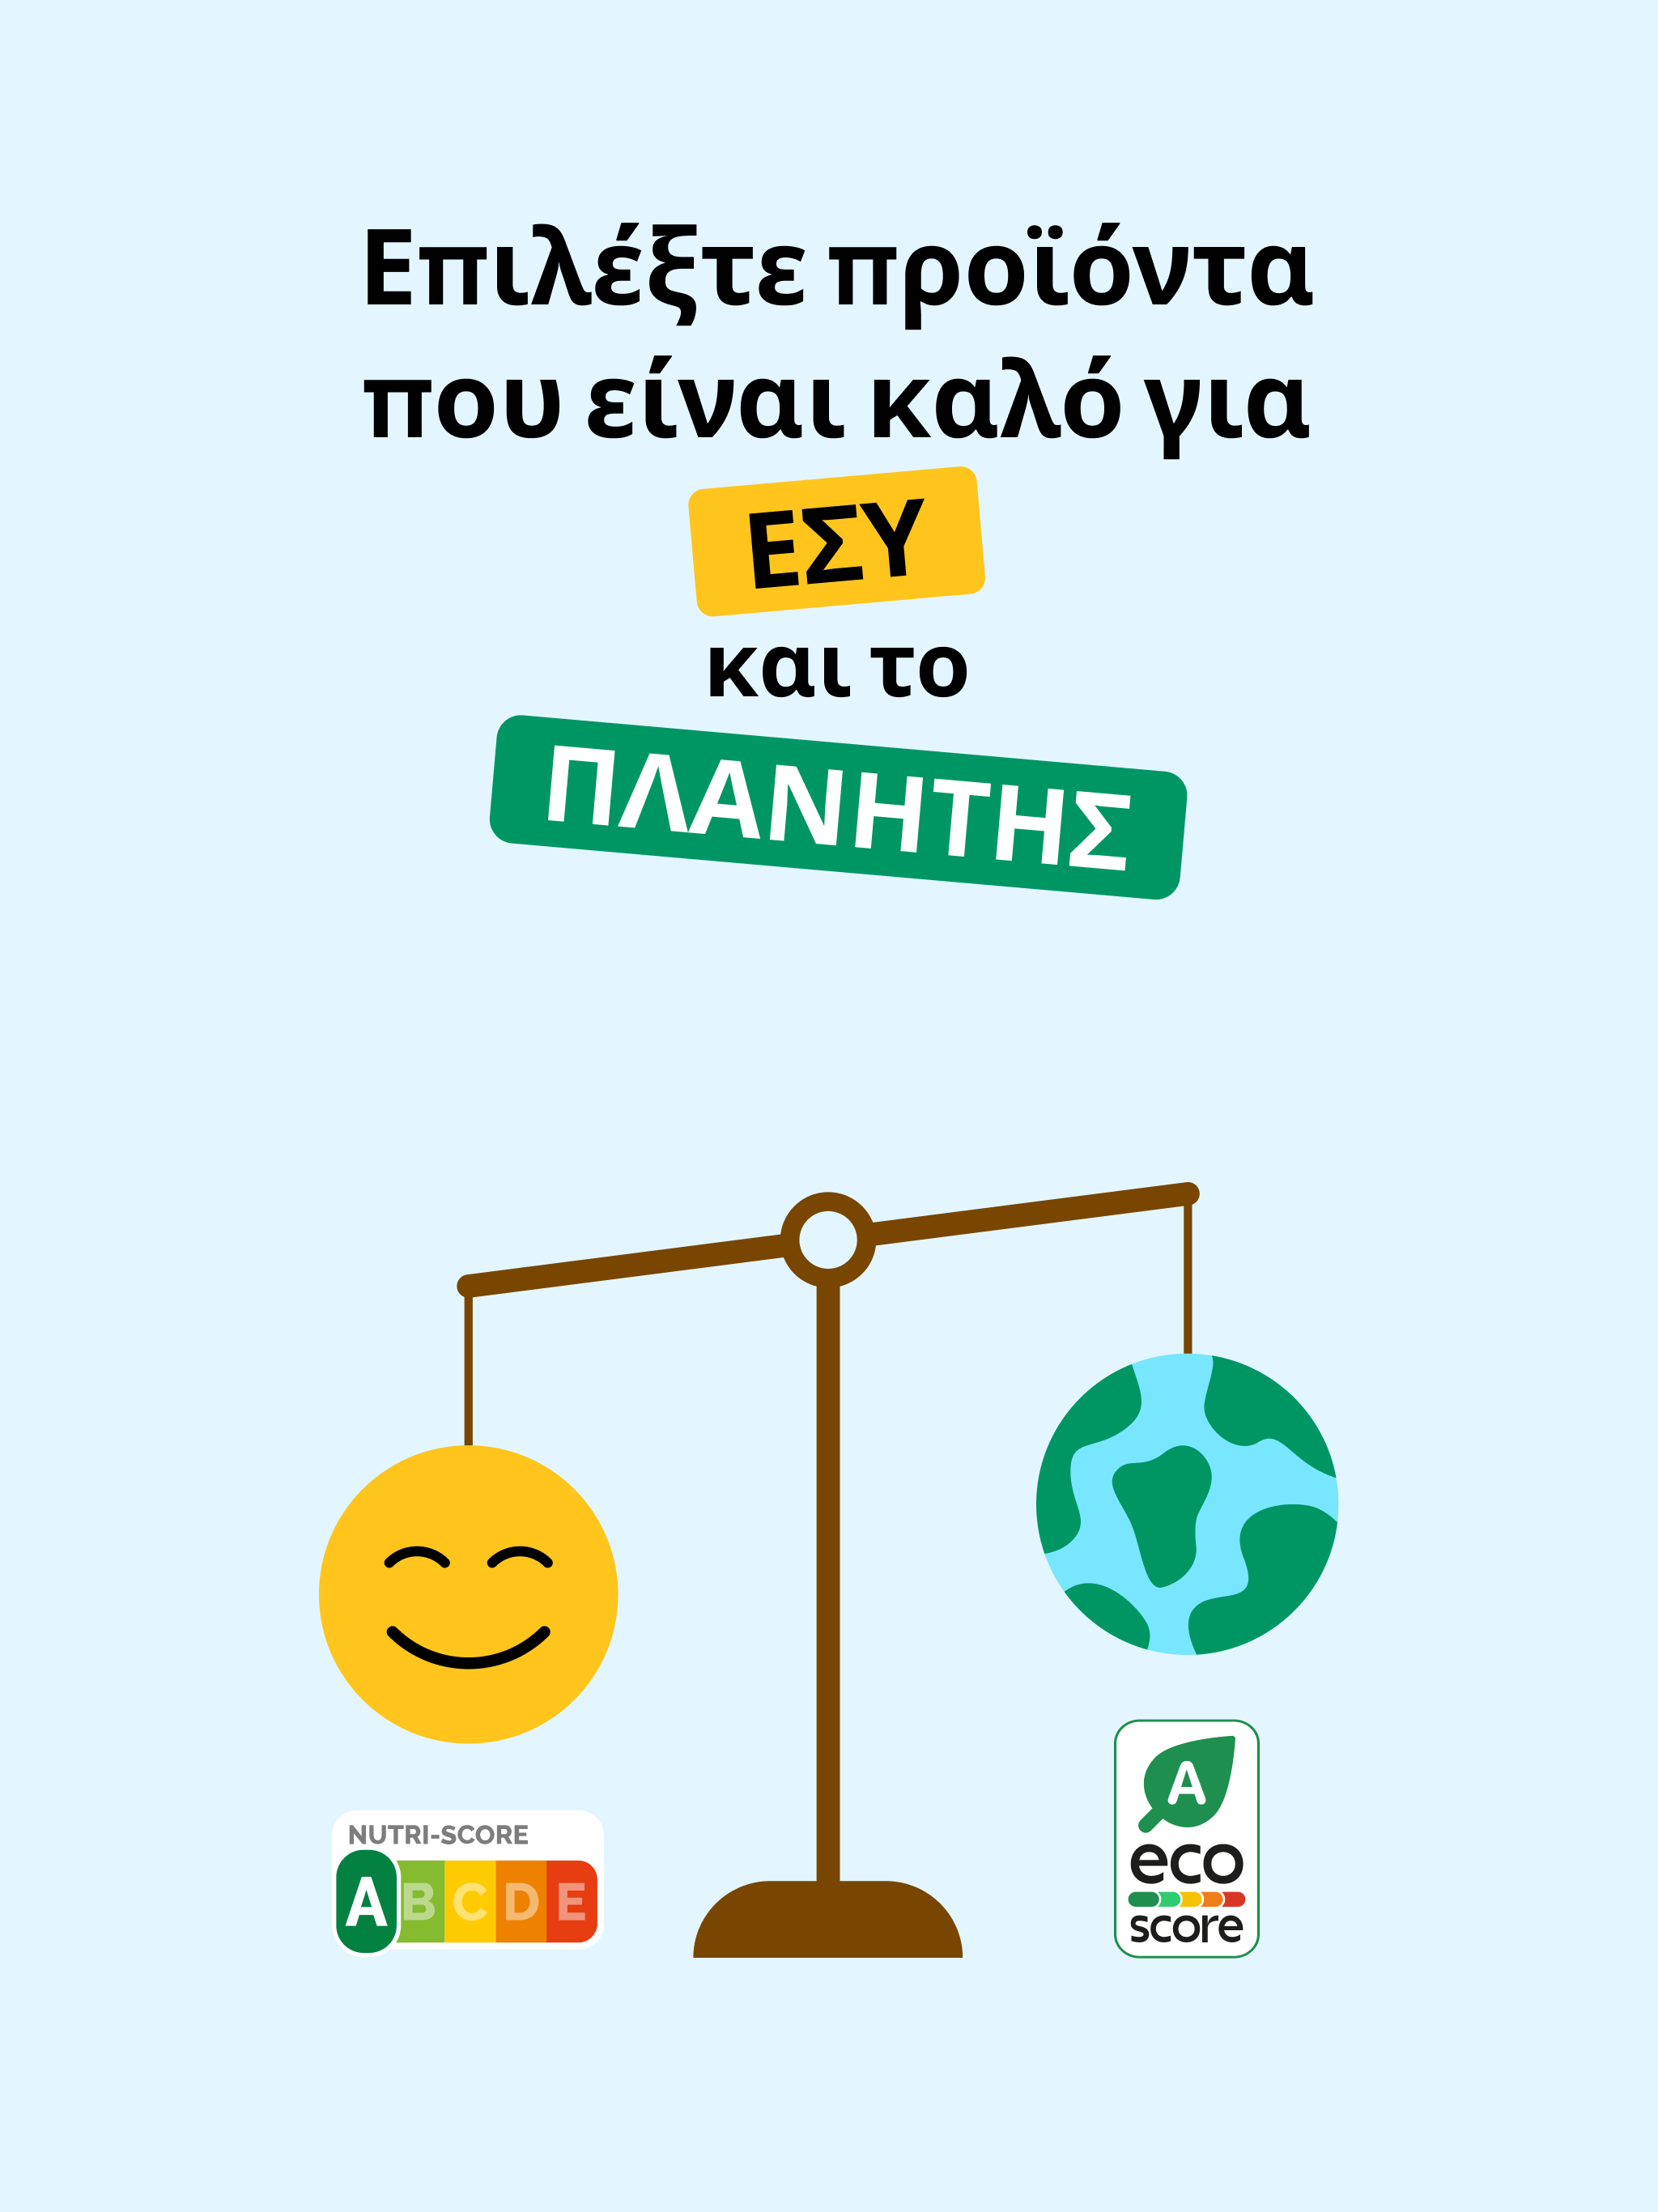 Επιλέξτε προϊόντα
που είναι καλό για
ΕΣΥ
και το
ΠΛΑΝΗΤΗΣ
NUTRI-SCORE
A B C D E
A
eco
score